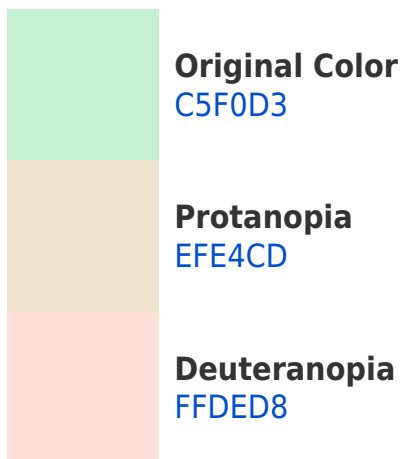 Original Color
C5F0D3
Protanopia
EFE4CD
Deuteranopia
FFDED8